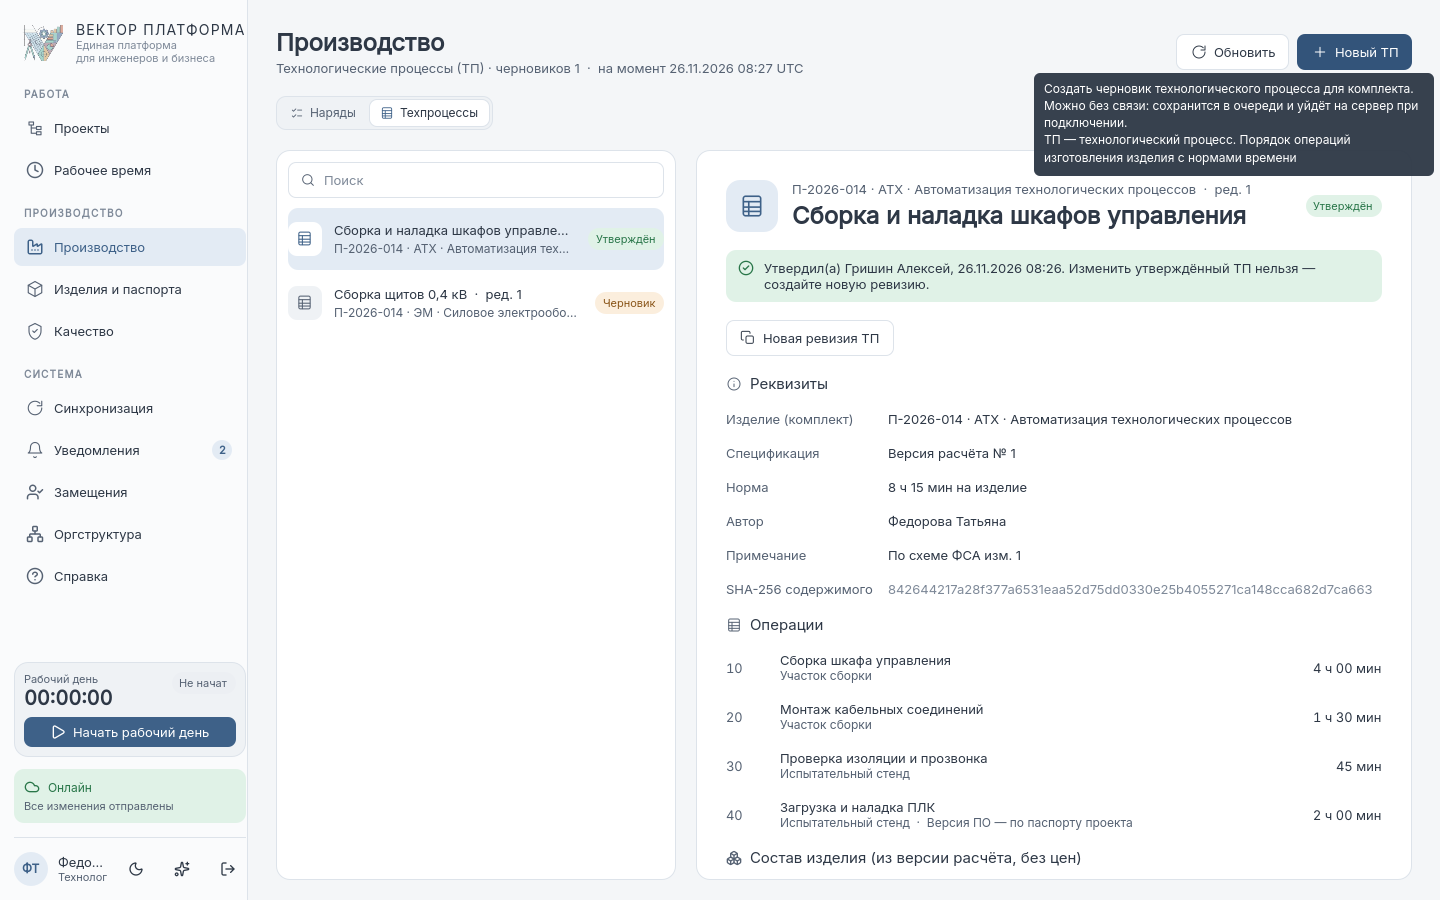 ВЕКТОР ПЛАТФОРМА
Единая платформа
для инженеров и бизнеса
РАБОТА
Проекты
Рабочее время
ПРОИЗВОДСТВО
Производство
Изделия и паспорта
Качество
СИСТЕМА
Синхронизация
Уведомления 2
Замещения
Оргструктура
Справка
Рабочий день
Не начат
00:00:00
Начать рабочий день
Онлайн
Все изменения отправлены
ФТ
Федо...
Технолог
Производство
Технологические процессы (ТП) · черновиков 1 · на момент 26.11.2026 08:27 UTC
Обновить
Новый ТП
Создать черновик технологического процесса для комплекта.
Можно без связи: сохранится в очереди и уйдёт на сервер при
подключении.
ТП — технологический процесс. Порядок операций
изготовления изделия с нормами времени
Наряды
Техпроцессы
Поиск
Сборка и наладка шкафов управле...
П-2026-014 · АТХ · Автоматизация тех...
Утверждён
Сборка щитов 0,4 кВ · ред. 1
П-2026-014 · ЭМ · Силовое электрообо...
Черновик
П-2026-014 · АТХ · Автоматизация технологических процессов · ред. 1
Сборка и наладка шкафов управления
Утверждён
Утвердил(а) Гришин Алексей, 26.11.2026 08:26. Изменить утверждённый ТП нельзя —
создайте новую ревизию.
Новая ревизия ТП
Реквизиты
Изделие (комплект) П-2026-014 · АТХ · Автоматизация технологических процессов
Спецификация Версия расчёта № 1
Норма 8 ч 15 мин на изделие
Автор Федорова Татьяна
Примечание По схеме ФСА изм. 1
SHA-256 содержимого 842644217a28f377a6531eaa52d75dd0330e25b4055271ca148cca682d7ca663
Операции
10 Сборка шкафа управления 4 ч 00 мин
Участок сборки
20 Монтаж кабельных соединений 1 ч 30 мин
Участок сборки
30 Проверка изоляции и прозвонка 45 мин
Испытательный стенд
40 Загрузка и наладка ПЛК 2 ч 00 мин
Испытательный стенд · Версия ПО — по паспорту проекта
Состав изделия (из версии расчёта, без цен)